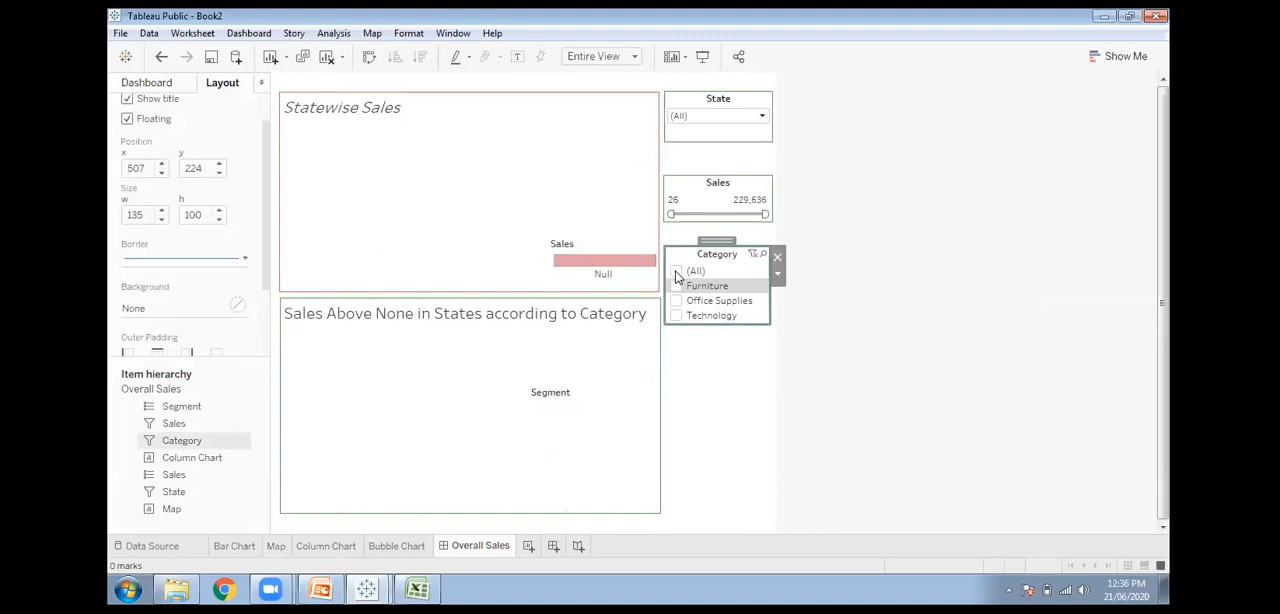 Tableau Public - Book2
File Data Worksheet Dashboard Story Analysis Map Format Window Help
Entire View
Show Me
Dashboard Layout
Show title
Floating
Position
x y
507 224
Size
w h
135 100
Border
Background
None
Outer Padding
Item hierarchy
Overall Sales
Segment
Sales
Category
Column Chart
Sales
State
Map
Statewise Sales
Sales
Null
Sales Above None in States according to Category
Segment
State
(All)
Sales
26 229,636
Category
(All)
Furniture
Office Supplies
Technology
Data Source Bar Chart Map Column Chart Bubble Chart Overall Sales
0 marks
12:36 PM
21/06/2020